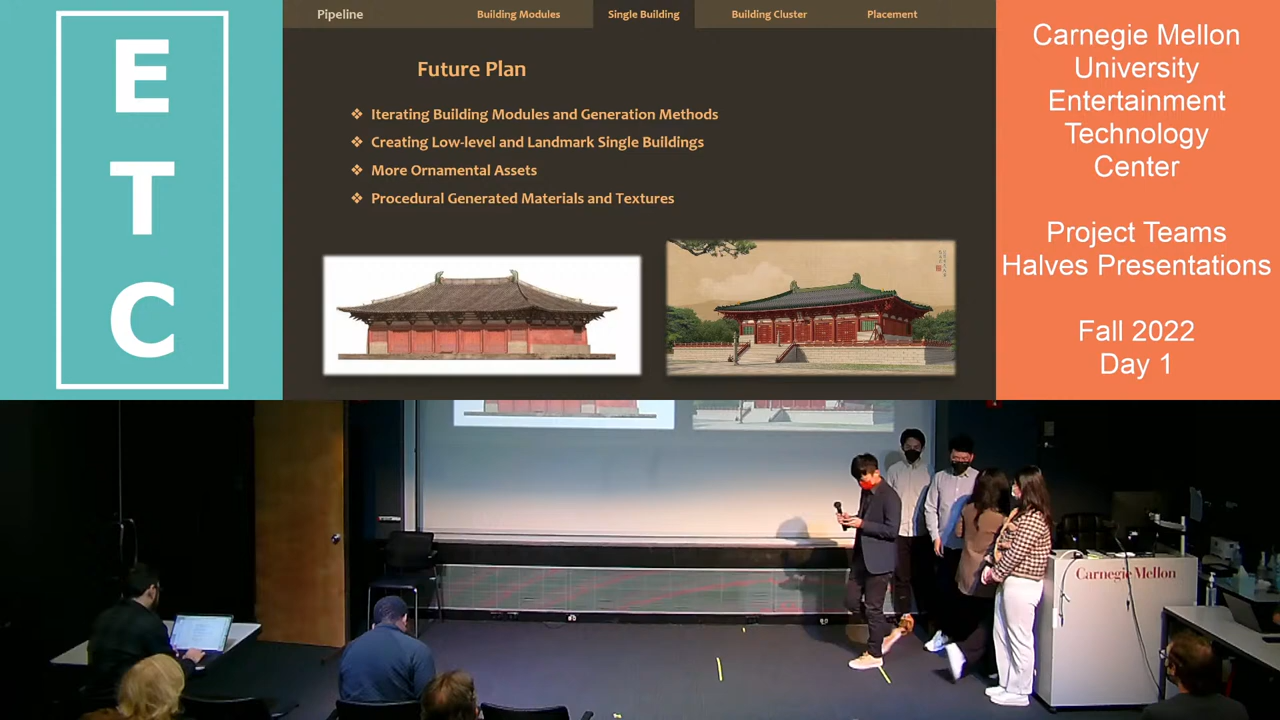 E
T
C
Pipeline
Building Modules
Single Building
Building Cluster
Placement
Future Plan
❖ Iterating Building Modules and Generation Methods
❖ Creating Low-level and Landmark Single Buildings
❖ More Ornamental Assets
❖ Procedural Generated Materials and Textures
Carnegie Mellon
University
Entertainment
Technology
Center
Project Teams
Halves Presentations
Fall 2022
Day 1
Carnegie Mellon